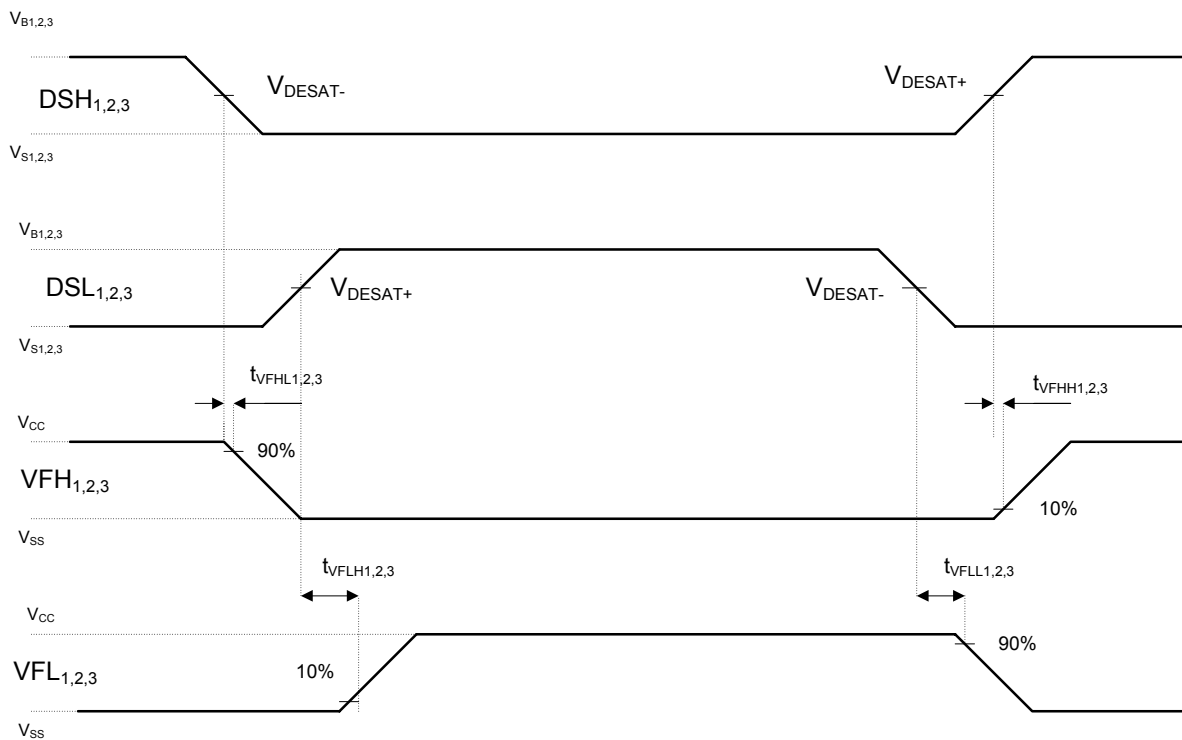 VB1,2,3
VDESAT-
VDESAT+
DSH1,2,3
VS1,2,3
VB1,2,3
DSL1,2,3
VDESAT+
VDESAT-
VS1,2,3
tVFHL1,2,3
tVFHH1,2,3
VCC
90%
VFH1,2,3
10%
VSS
tVFLH1,2,3
tVFLL1,2,3
VCC
90%
10%
VFL1,2,3
VSS